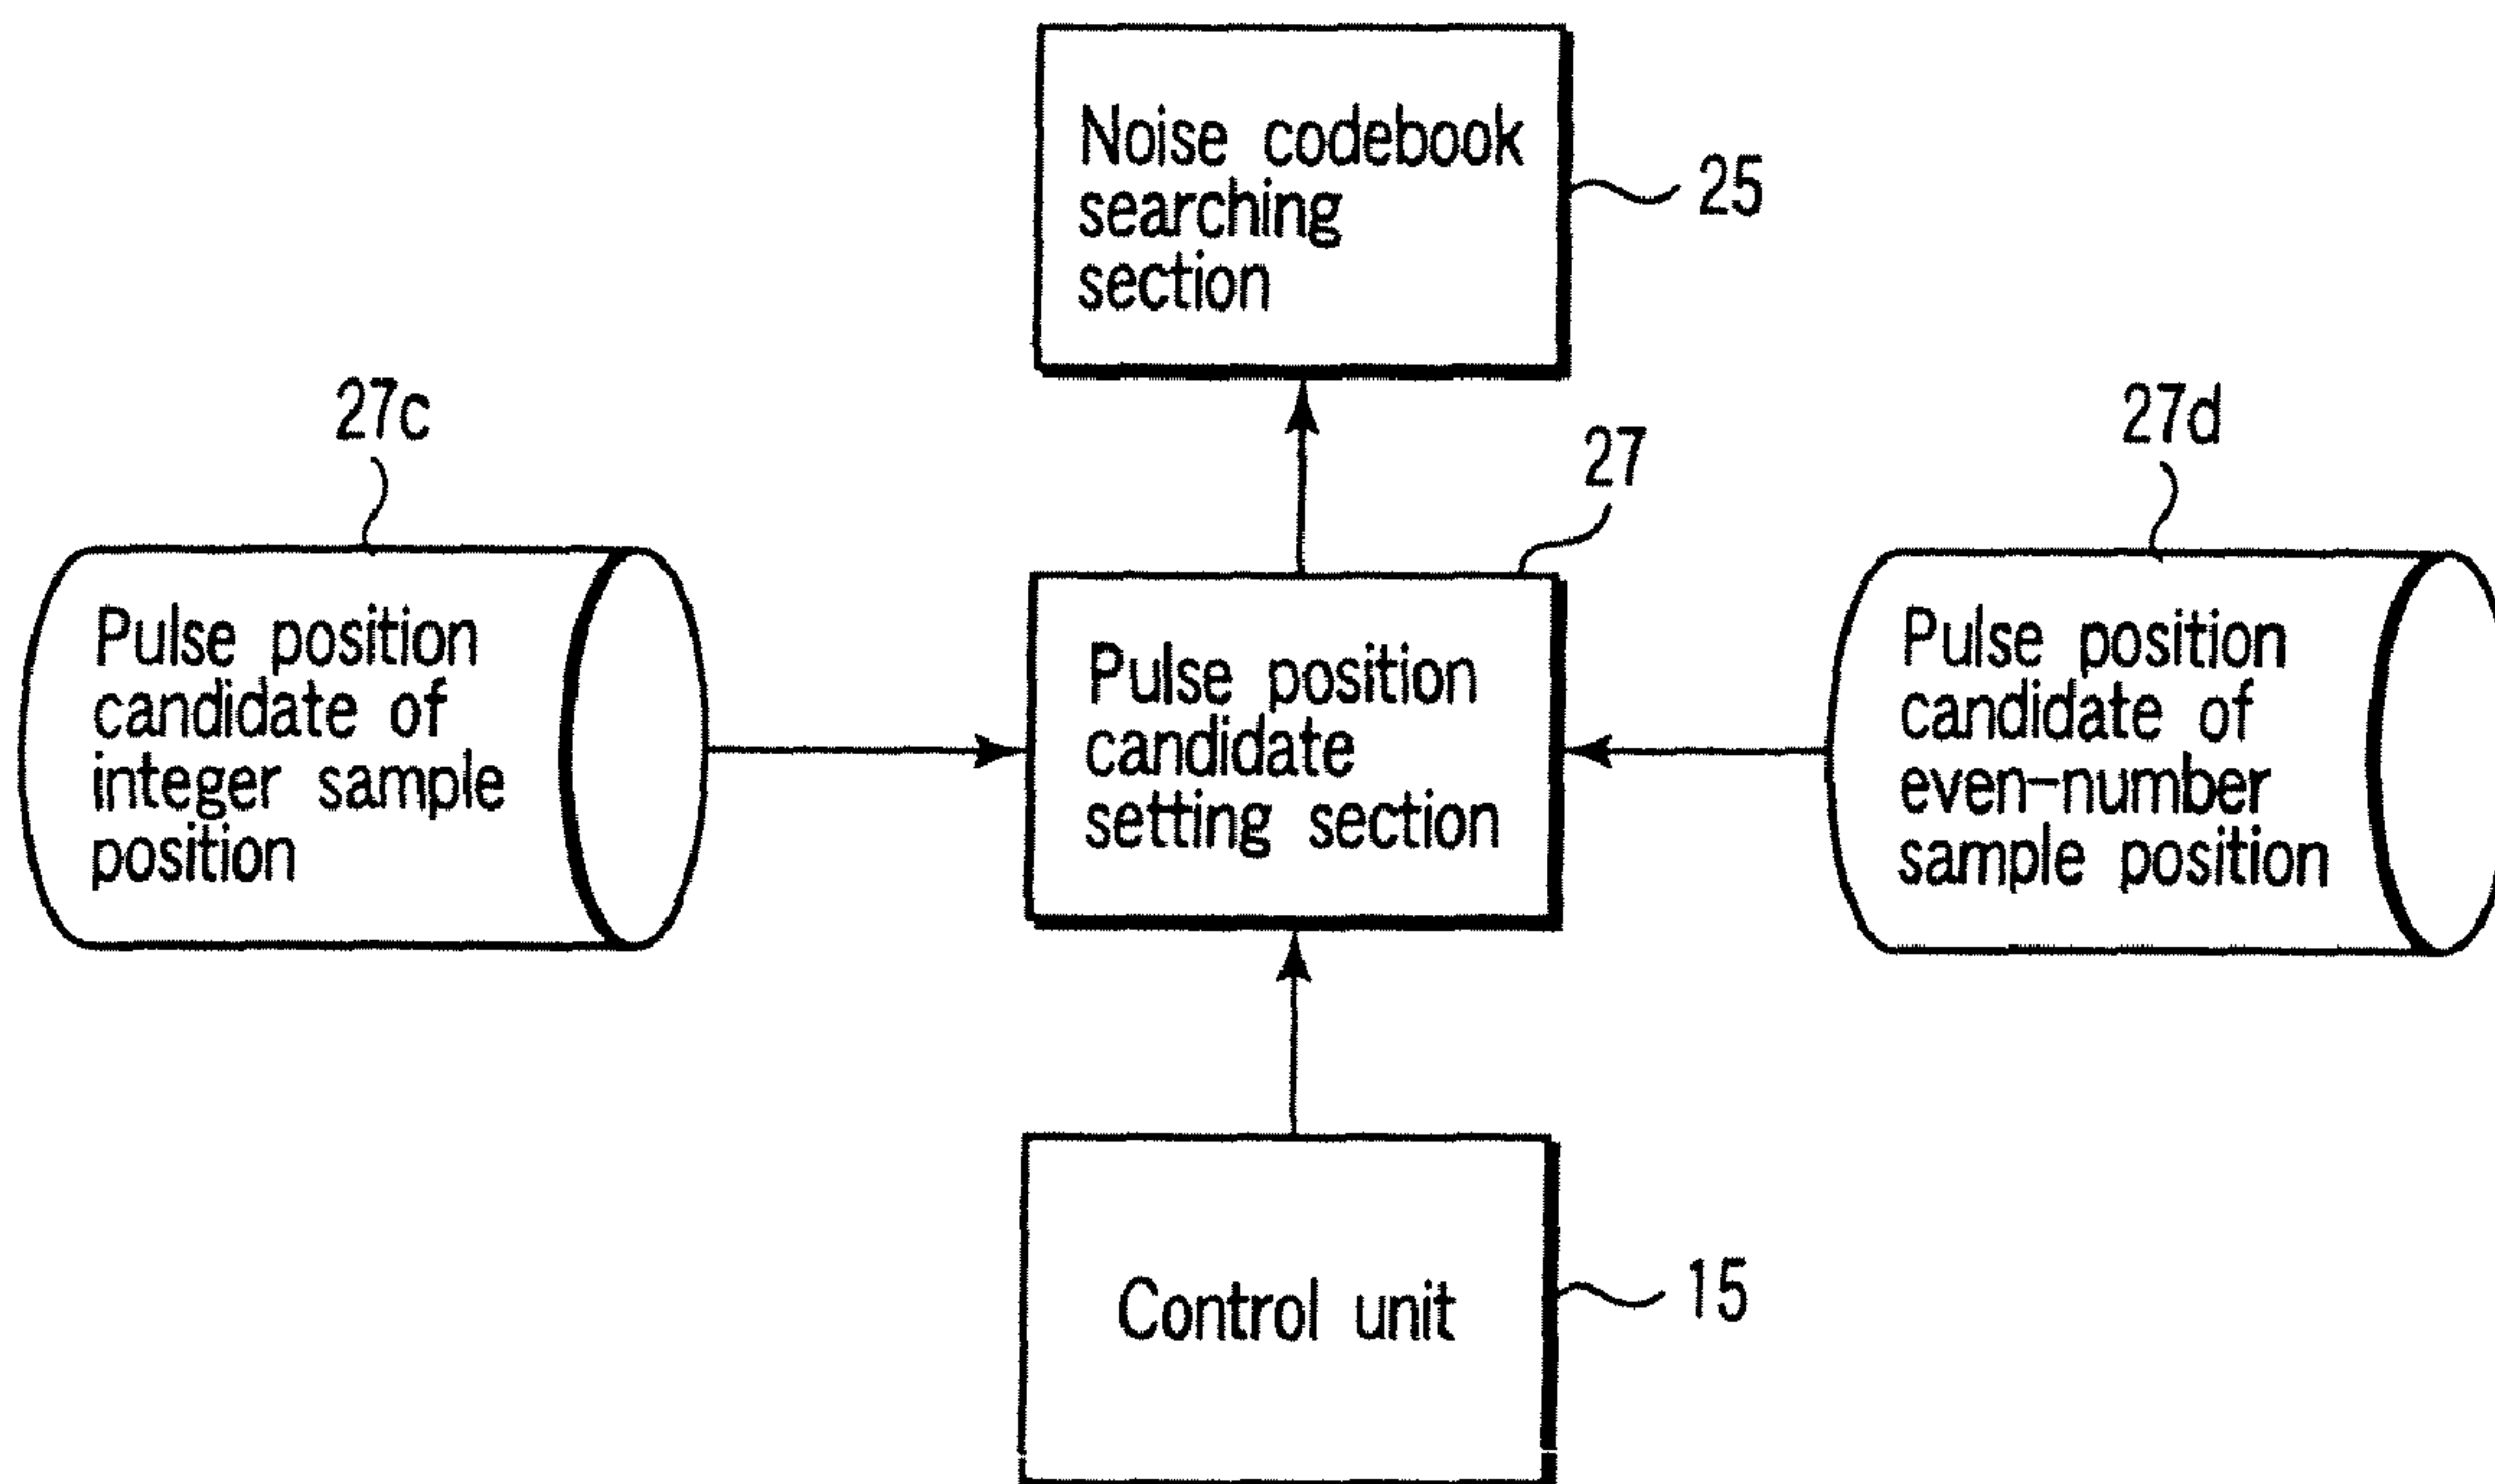 Noise codebook
searching
section
25
27c
27
27d
Pulse position
candidate of
integer sample
position
Pulse position
candidate
setting section
Pulse position
candidate of
even-number
sample position
Control unit
15